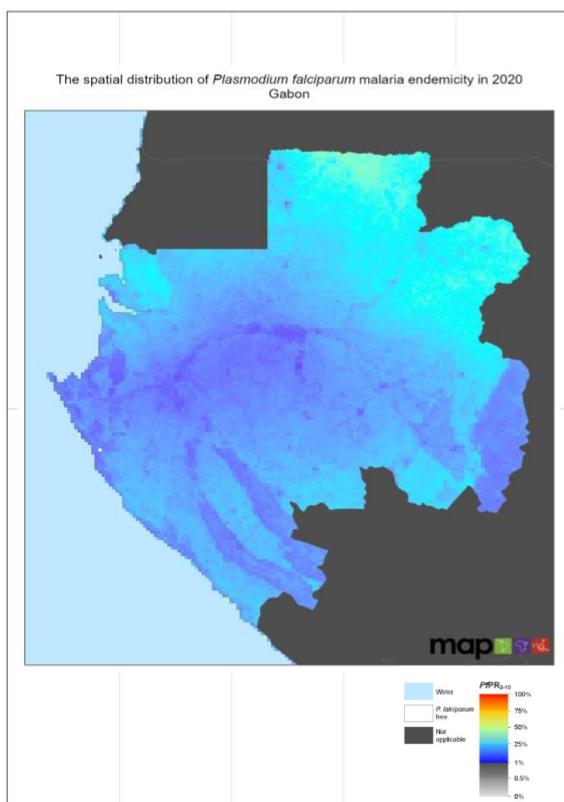 The spatial distribution of Plasmodium falciparum malaria endemicity in 2020
Gabon
map
Water
P. falciparum
free
Not
applicable
PfPR2-10
100%
75%
50%
25%
1%
0.5%
0%